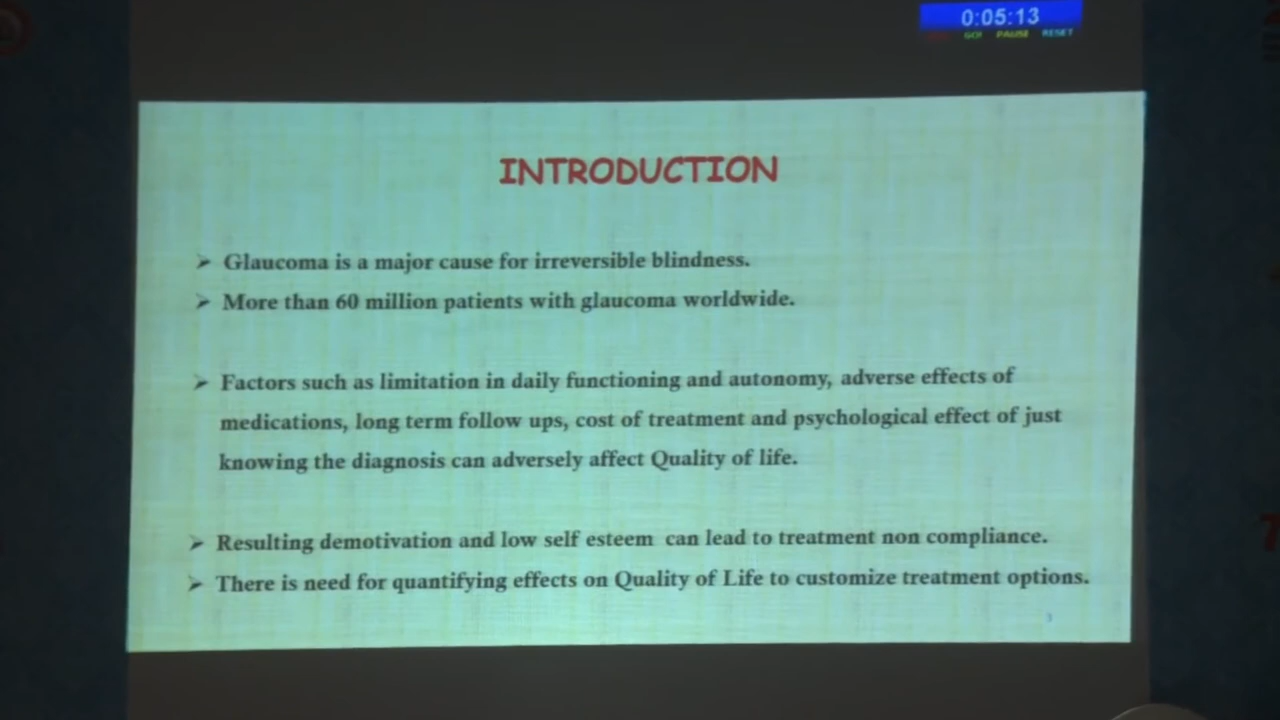 0:05:13
GO! PAUSE RESET
INTRODUCTION
➢ Glaucoma is a major cause for irreversible blindness.
➢ More than 60 million patients with glaucoma worldwide.
➢ Factors such as limitation in daily functioning and autonomy, adverse effects of
medications, long term follow ups, cost of treatment and psychological effect of just
knowing the diagnosis can adversely affect Quality of life.
➢ Resulting demotivation and low self esteem can lead to treatment non compliance.
➢ There is need for quantifying effects on Quality of Life to customize treatment options.